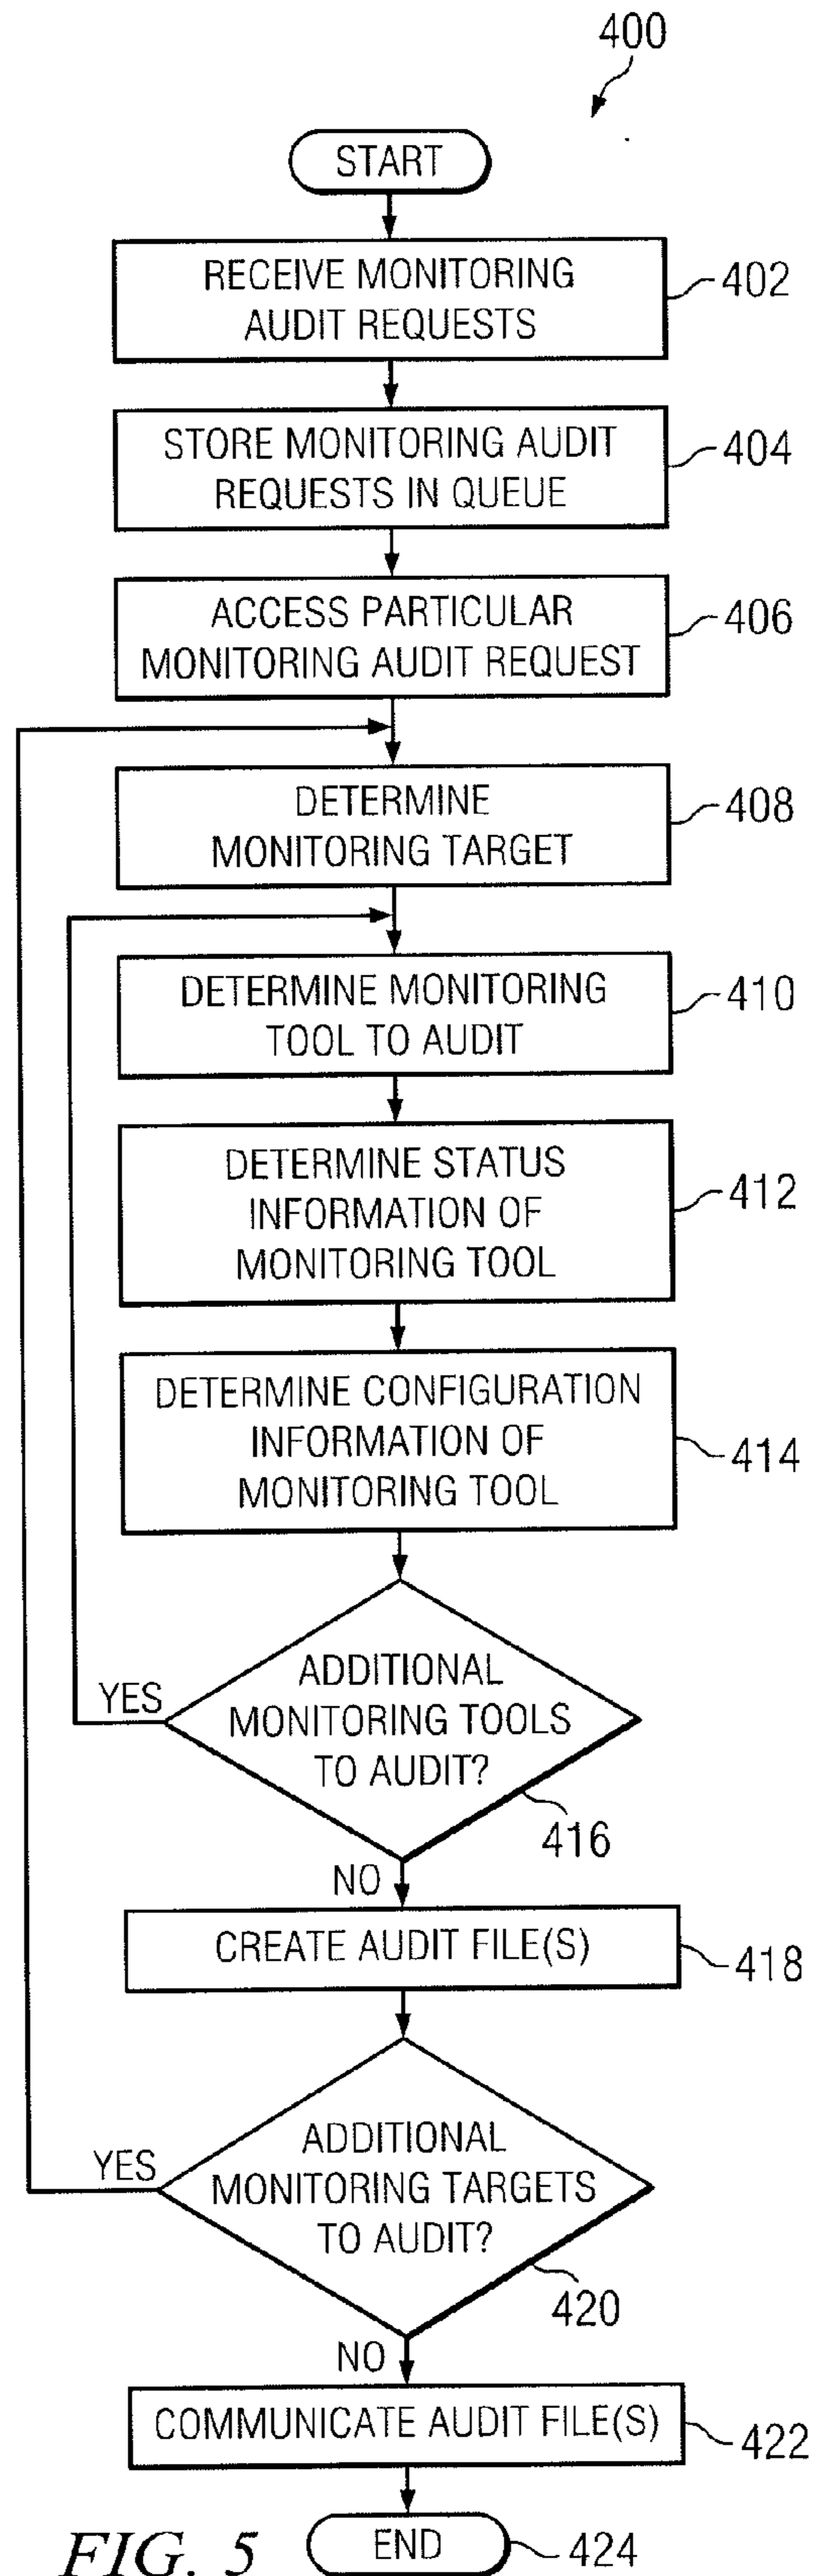 400
START
RECEIVE MONITORING
AUDIT REQUESTS
402
STORE MONITORING AUDIT
REQUESTS IN QUEUE
404
ACCESS PARTICULAR
MONITORING AUDIT REQUEST
406
DETERMINE
MONITORING TARGET
408
DETERMINE MONITORING
TOOL TO AUDIT
410
DETERMINE STATUS
INFORMATION OF
MONITORING TOOL
412
DETERMINE CONFIGURATION
INFORMATION OF
MONITORING TOOL
414
ADDITIONAL
MONITORING TOOLS
TO AUDIT?
YES
416
NO
CREATE AUDIT FILE(S)
418
ADDITIONAL
MONITORING TARGETS
TO AUDIT?
YES
420
NO
COMMUNICATE AUDIT FILE(S)
422
END
424
FIG. 5